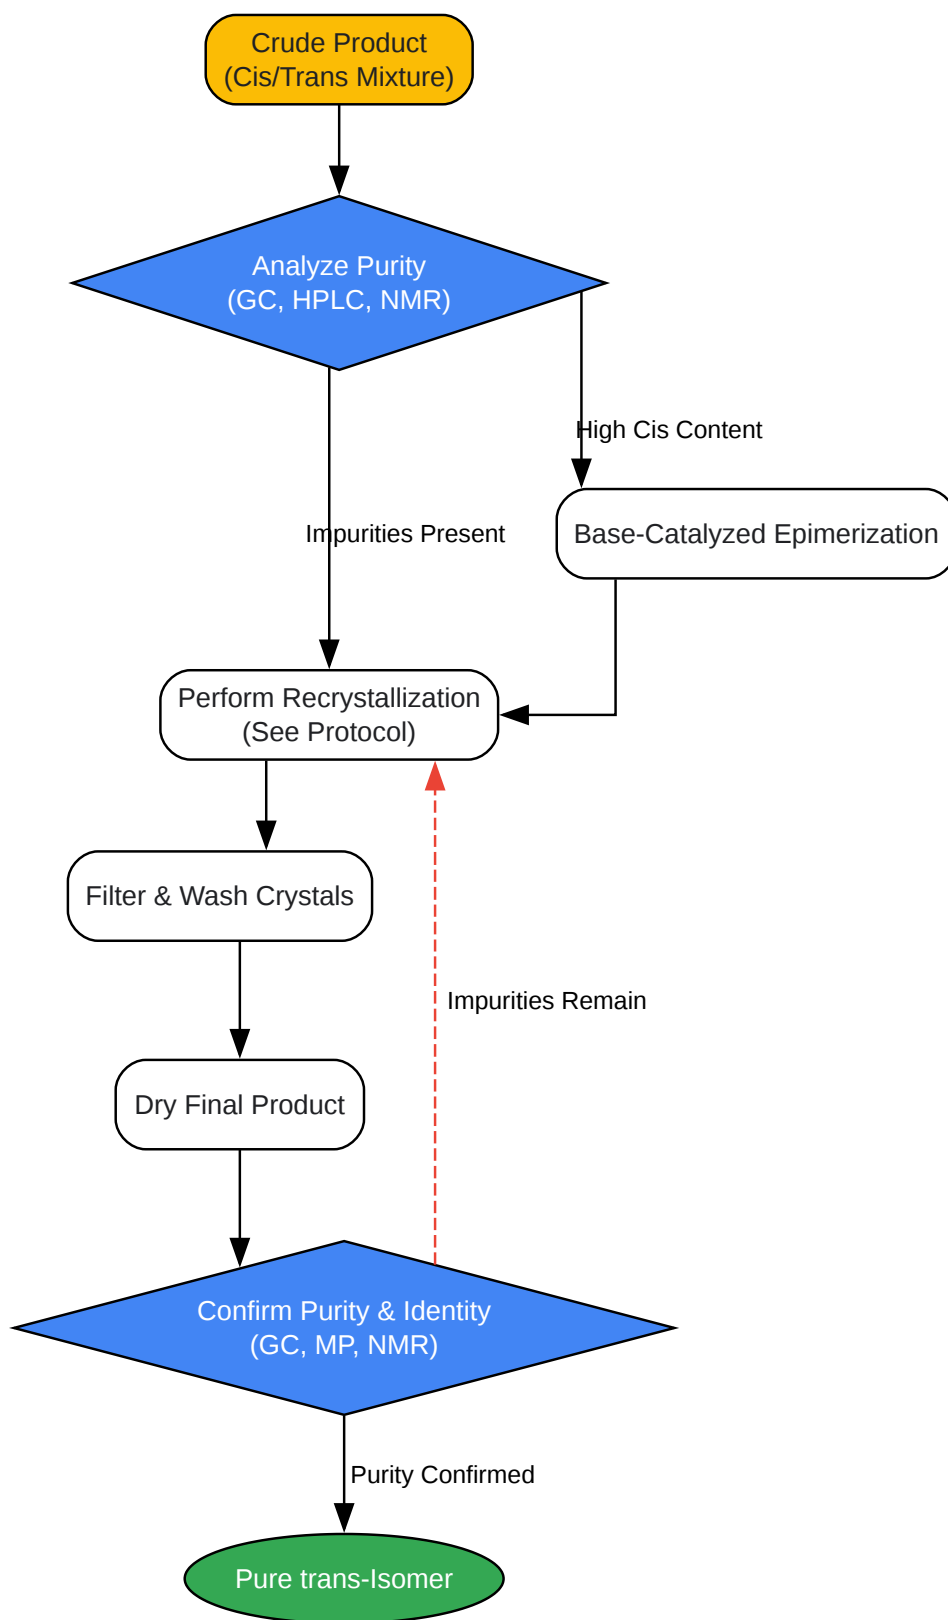 Crude Product
(Cis/Trans Mixture)
Analyze Purity
(GC, HPLC, NMR)
High Cis Content
Impurities Present
Base-Catalyzed Epimerization
Perform Recrystallization
(See Protocol)
Filter & Wash Crystals
Impurities Remain
Dry Final Product
Confirm Purity & Identity
(GC, MP, NMR)
Purity Confirmed
Pure trans-Isomer